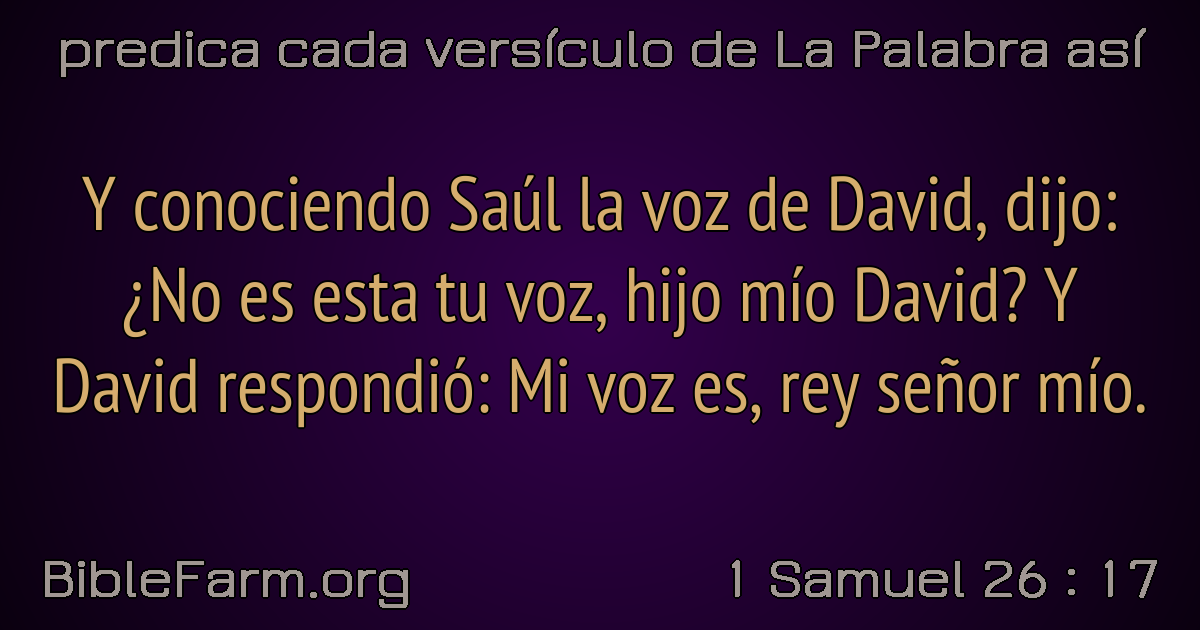 predica cada versículo de La Palabra así
Y conociendo Saúl la voz de David, dijo:
¿No es esta tu voz, hijo mío David? Y
David respondió: Mi voz es, rey señor mío.
BibleFarm.org
1 Samuel 26 : 17